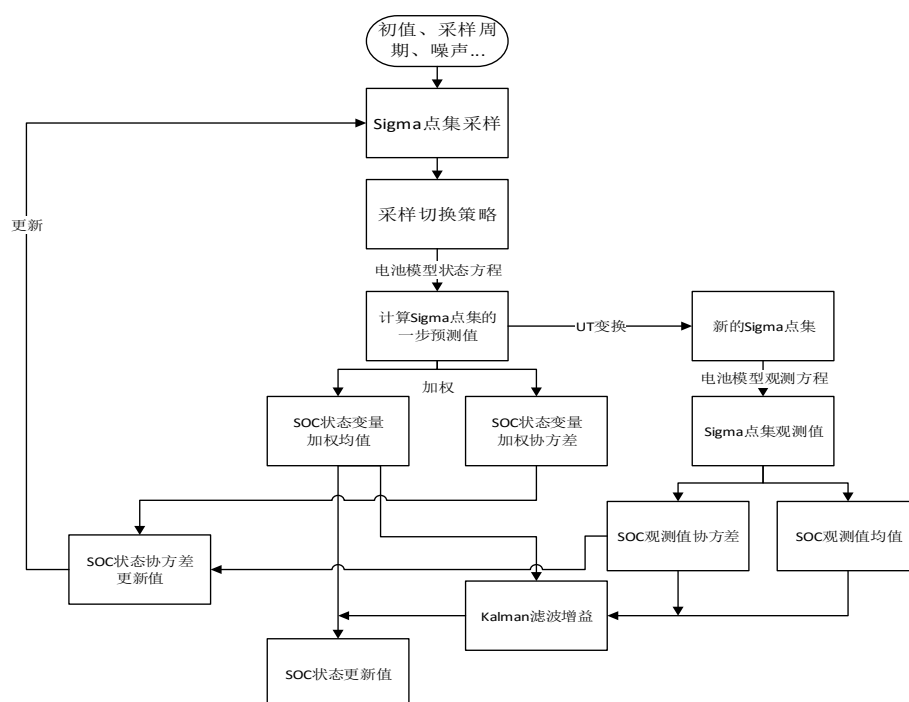 初值、采样周
期、噪声...
Sigma点集采样
采样切换策略
更新
电池模型状态方程
计算Sigma点集的
一步预测值
UT变换
新的Sigma点集
加权
电池模型观测方程
SOC状态变量
加权均值
SOC状态变量
加权协方差
Sigma点集观测值
SOC观测值协方差
SOC观测值均值
SOC状态协方差
更新值
Kalman滤波增益
SOC状态更新值